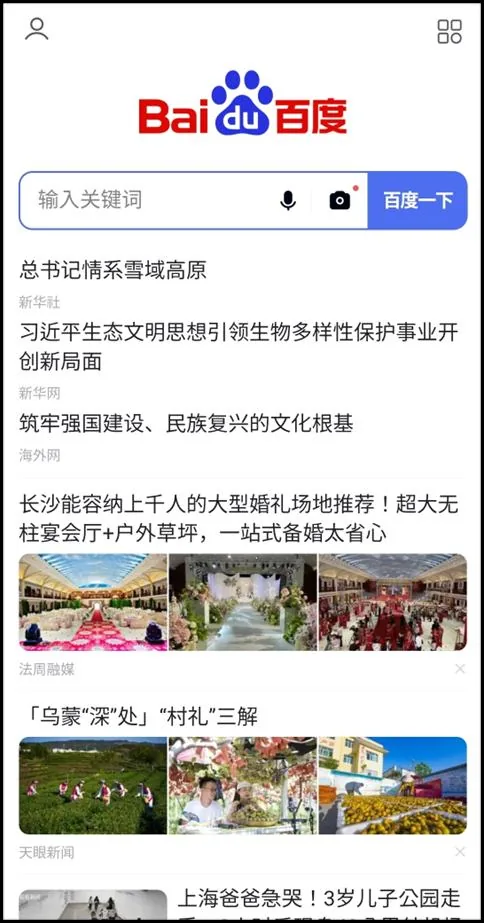 Bai du 百度
输入关键词
百度一下
总书记情系雪域高原
新华社
习近平生态文明思想引领生物多样性保护事业开
创新局面
新华网
筑牢强国建设、民族复兴的文化根基
海外网
长沙能容纳上千人的大型婚礼场地推荐！超大无
柱宴会厅+户外草坪，一站式备婚太省心
法周融媒
「乌蒙“深”处」“村礼”三解
天眼新闻
上海爸爸急哭！3岁儿子公园走